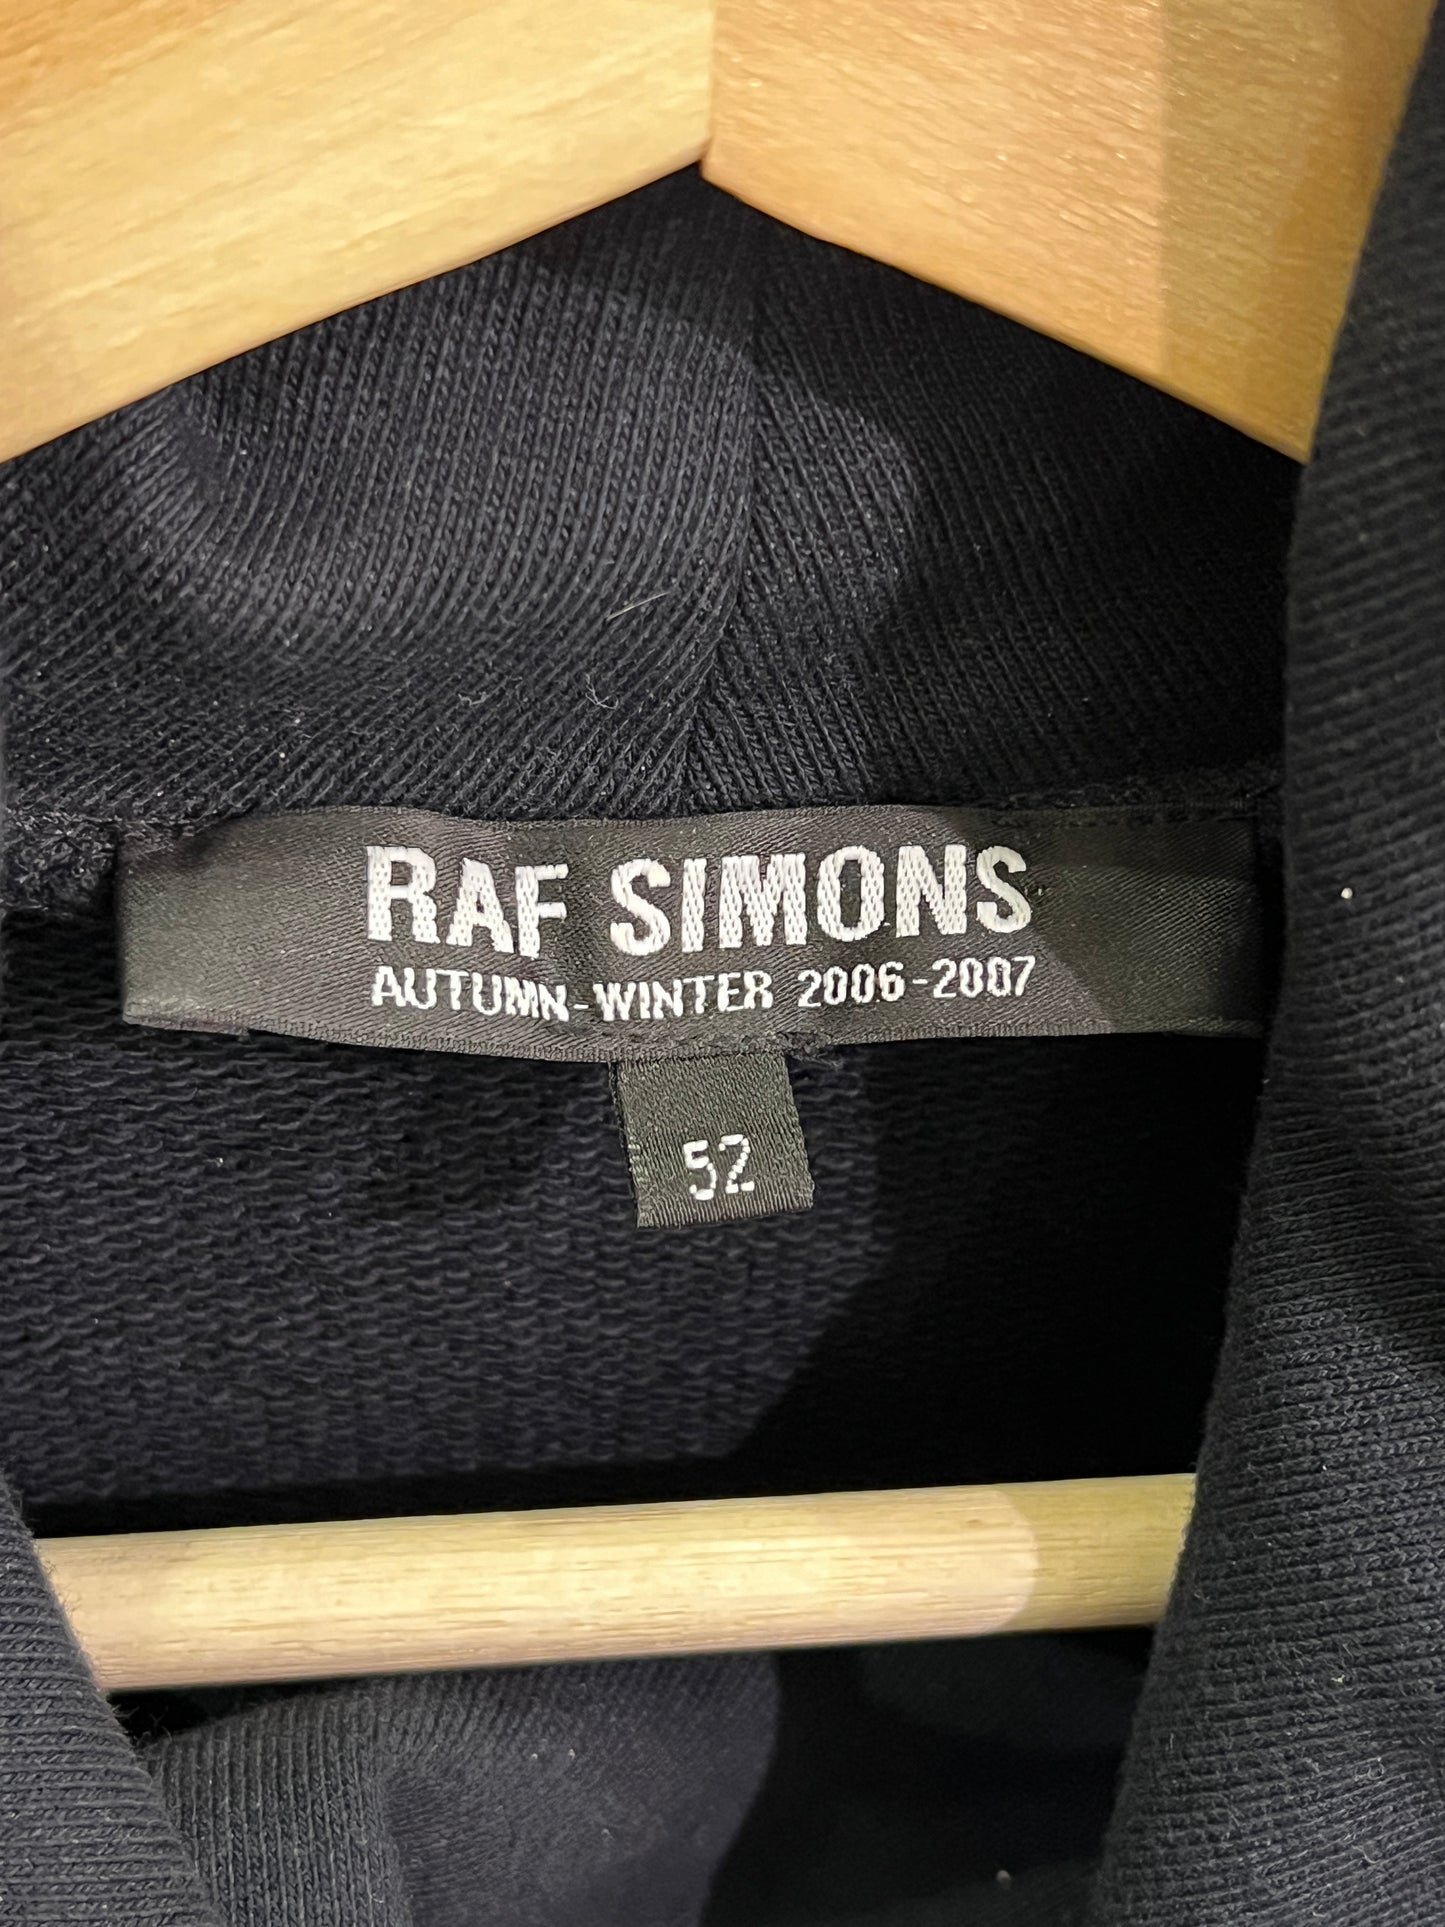 RAF SIMONS
AUTUMN-WINTER 2006-2007
52